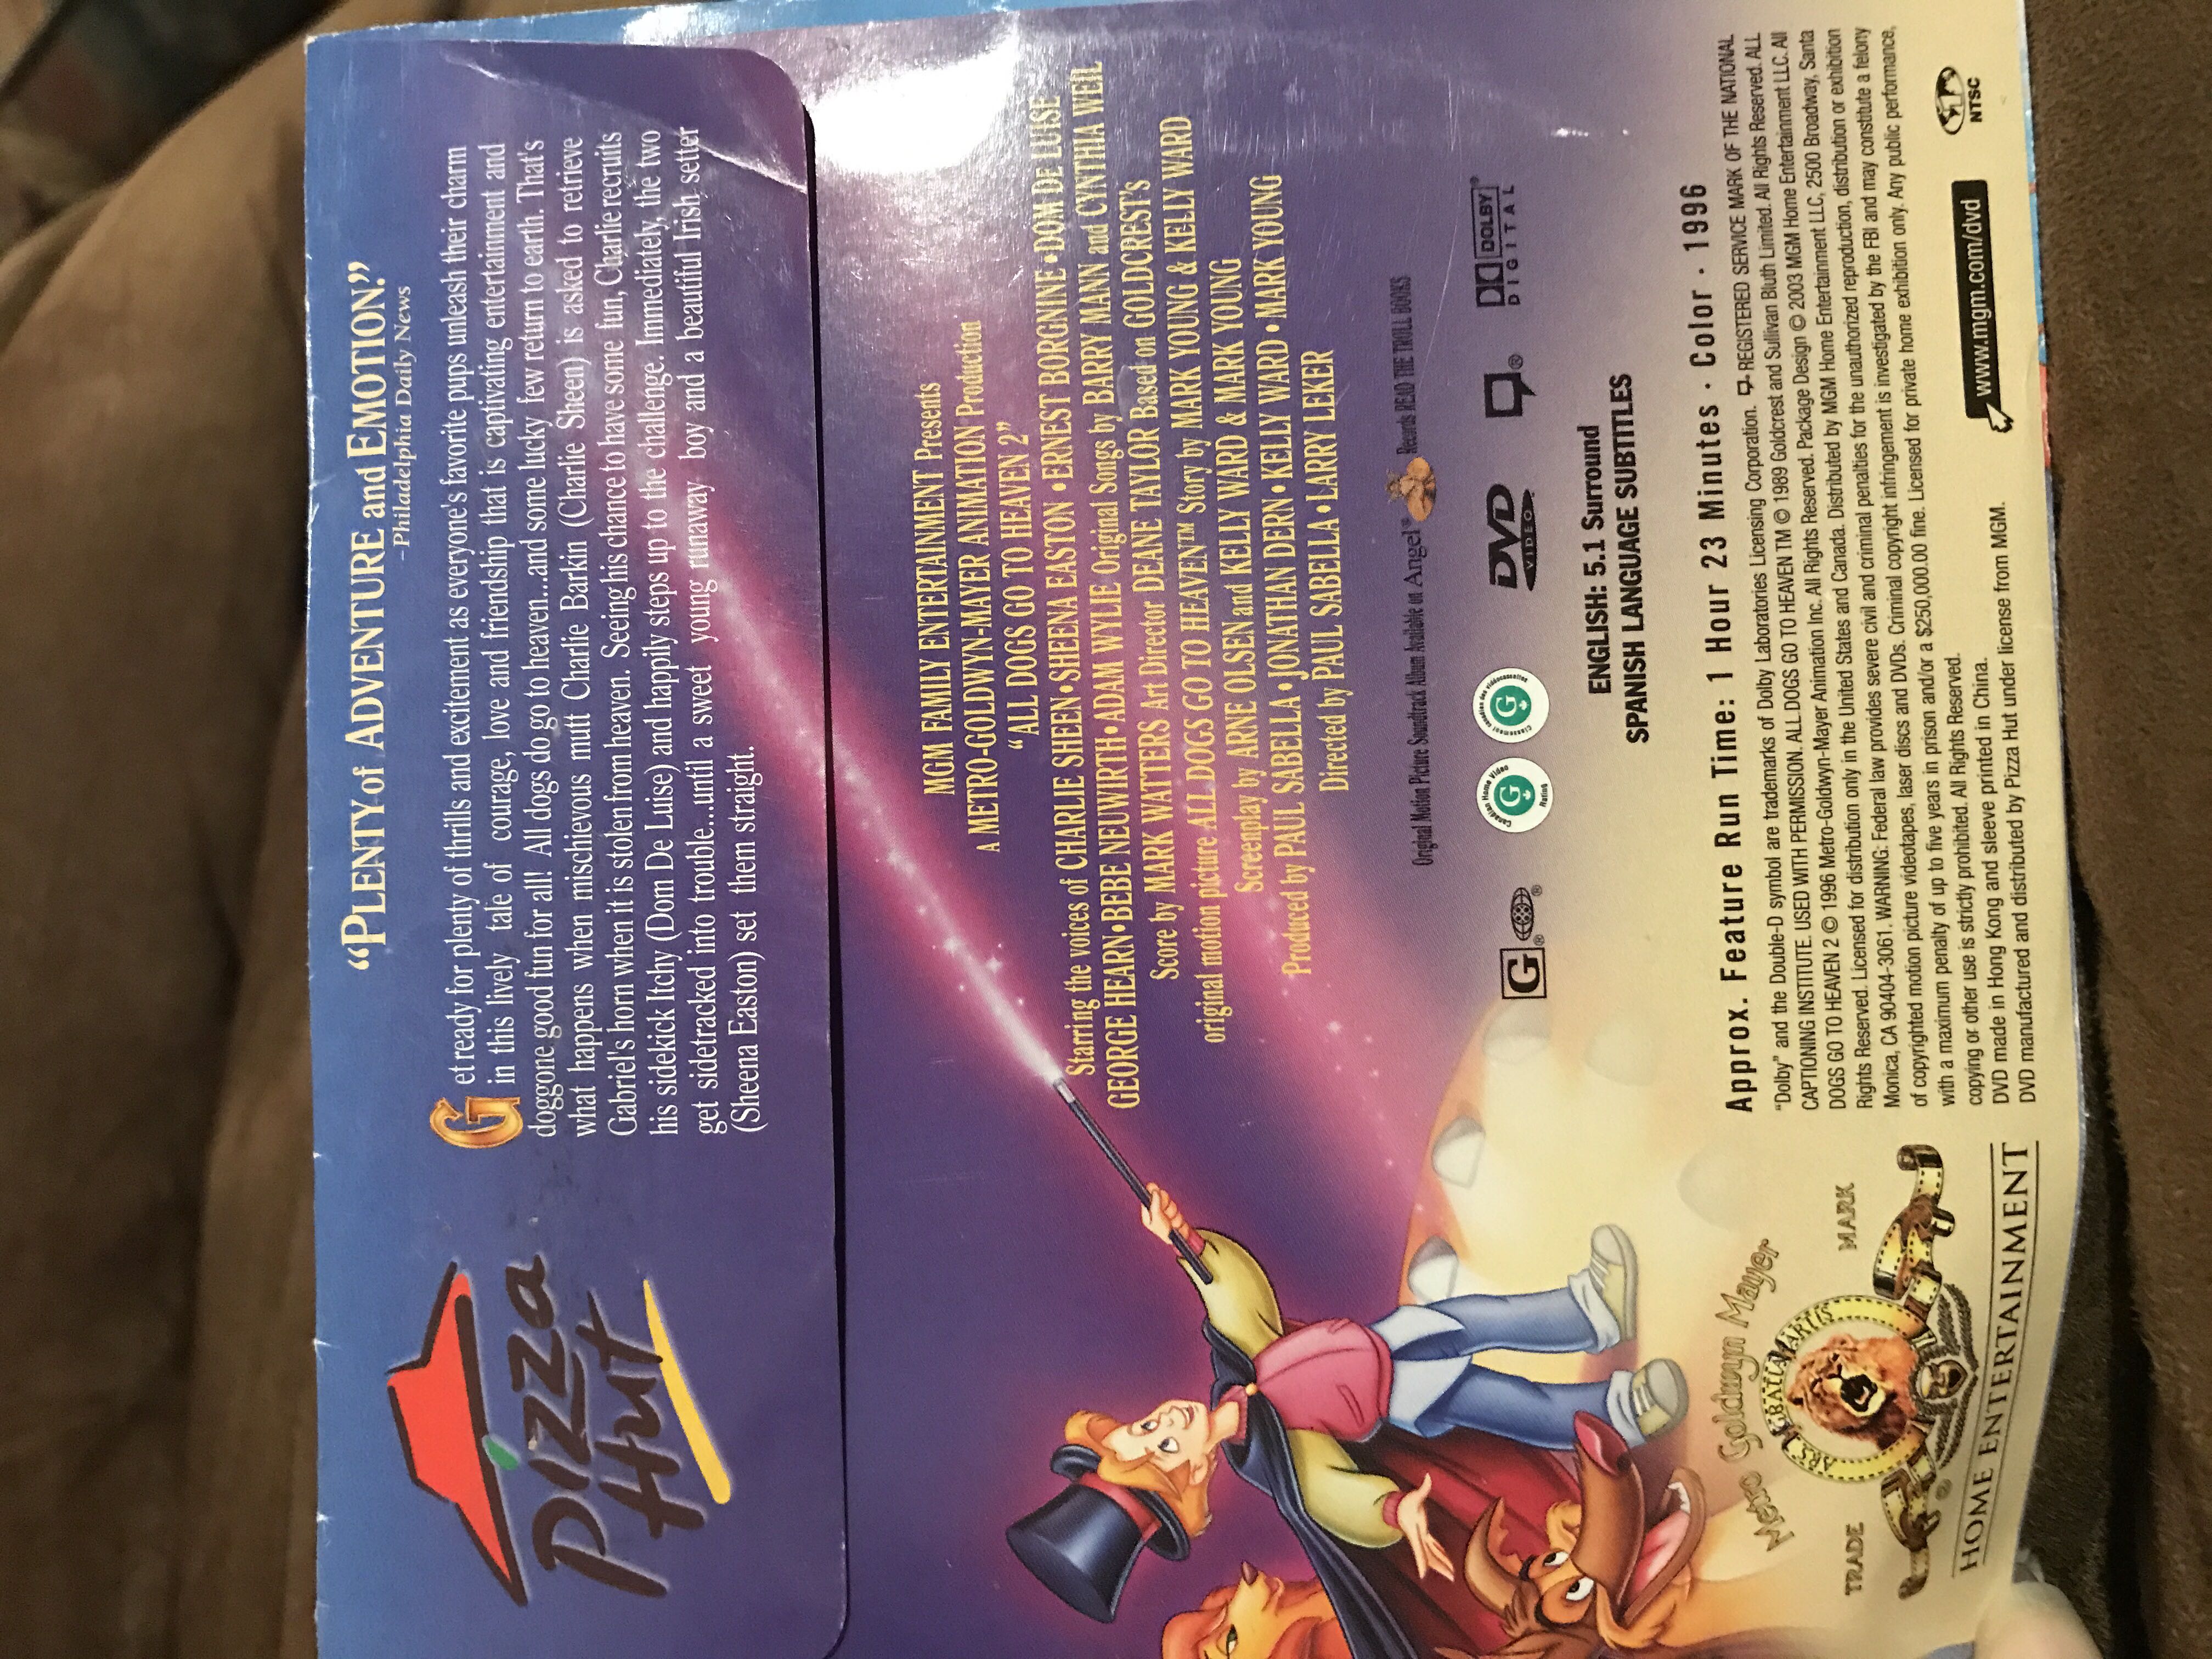 "PLENTY of ADVENTURE and EMOTION."
-Philadelphia Daily News
Get ready for plenty of thrills and excitement as everyone's favorite pups unleash their charm
in this lively tale of courage, love and friendship that is captivating entertainment and
doggone good fun for all! All dogs do go to heaven...and some lucky few return to earth. That's
what happens when mischievous mutt Charlie Barkin (Charlie Sheen) is asked to retrieve
Gabriel's horn when it is stolen from heaven. Seeing his chance to have some fun, Charlie recruits
his sidekick Itchy (Dom De Luise) and happily steps up to the challenge. Immediately, the two
get sidetracked into trouble...until a sweet young runaway boy and a beautiful Irish setter
(Sheena Easton) set them straight.
Pizza
Hut
MGM FAMILY ENTERTAINMENT Presents
A METRO-GOLDWYN-MAYER ANIMATION Production
"ALL DOGS GO TO HEAVEN 2"
Starring the voices of CHARLIE SHEEN • SHEENA EASTON • ERNEST BORGNINE • DOM DE LUISE
GEORGE HEARN • BEBE NEUWIRTH • ADAM WYLIE Original Songs by BARRY MANN and CYNTHIA WEIL
Score by MARK WATTERS Art Director DEANE TAYLOR Based on GOLDCREST'S
original motion picture ALL DOGS GO TO HEAVEN™ Story by MARK YOUNG & KELLY WARD
Screenplay by ARNE OLSEN and KELLY WARD & MARK YOUNG
Produced by PAUL SABELLA • JONATHAN DERN • KELLY WARD • MARK YOUNG
Directed by PAUL SABELLA • LARRY LEKER
Original Motion Picture Soundtrack Album Available on Angel™ Records READ THE TROLL BOOKS
G® ®
Canadian Home Video
G
Rating
Classement canadien des vidéocassettes
G
DVD
VIDEO
®
DOLBY®
DIGITAL
ENGLISH: 5.1 Surround
SPANISH LANGUAGE SUBTITLES
Approx. Feature Run Time: 1 Hour 23 Minutes · Color · 1996
"Dolby" and the Double-D symbol are trademarks of Dolby Laboratories Licensing Corporation. REGISTERED SERVICE MARK OF THE NATIONAL
CAPTIONING INSTITUTE. USED WITH PERMISSION. ALL DOGS GO TO HEAVEN TM © 1989 Goldcrest and Sullivan Bluth Limited. All Rights Reserved. ALL
DOGS GO TO HEAVEN 2 © 1996 Metro-Goldwyn-Mayer Animation Inc. All Rights Reserved. Package Design © 2003 MGM Home Entertainment LLC. All
Rights Reserved. Licensed for distribution only in the United States and Canada. Distributed by MGM Home Entertainment LLC, 2500 Broadway, Santa
Monica, CA 90404-3061. WARNING: Federal law provides severe civil and criminal penalties for the unauthorized reproduction, distribution or exhibition
of copyrighted motion picture videotapes, laser discs and DVDs. Criminal copyright infringement is investigated by the FBI and may constitute a felony
with a maximum penalty of up to five years in prison and/or a $250,000.00 fine. Licensed for private home exhibition only. Any public performance,
copying or other use is strictly prohibited. All Rights Reserved.
DVD made in Hong Kong and sleeve printed in China.
DVD manufactured and distributed by Pizza Hut under license from MGM.
www.mgm.com/dvd
NTSC
Metro Goldwyn Mayer
TRADE MARK
ARS GRATIA ARTIS
HOME ENTERTAINMENT